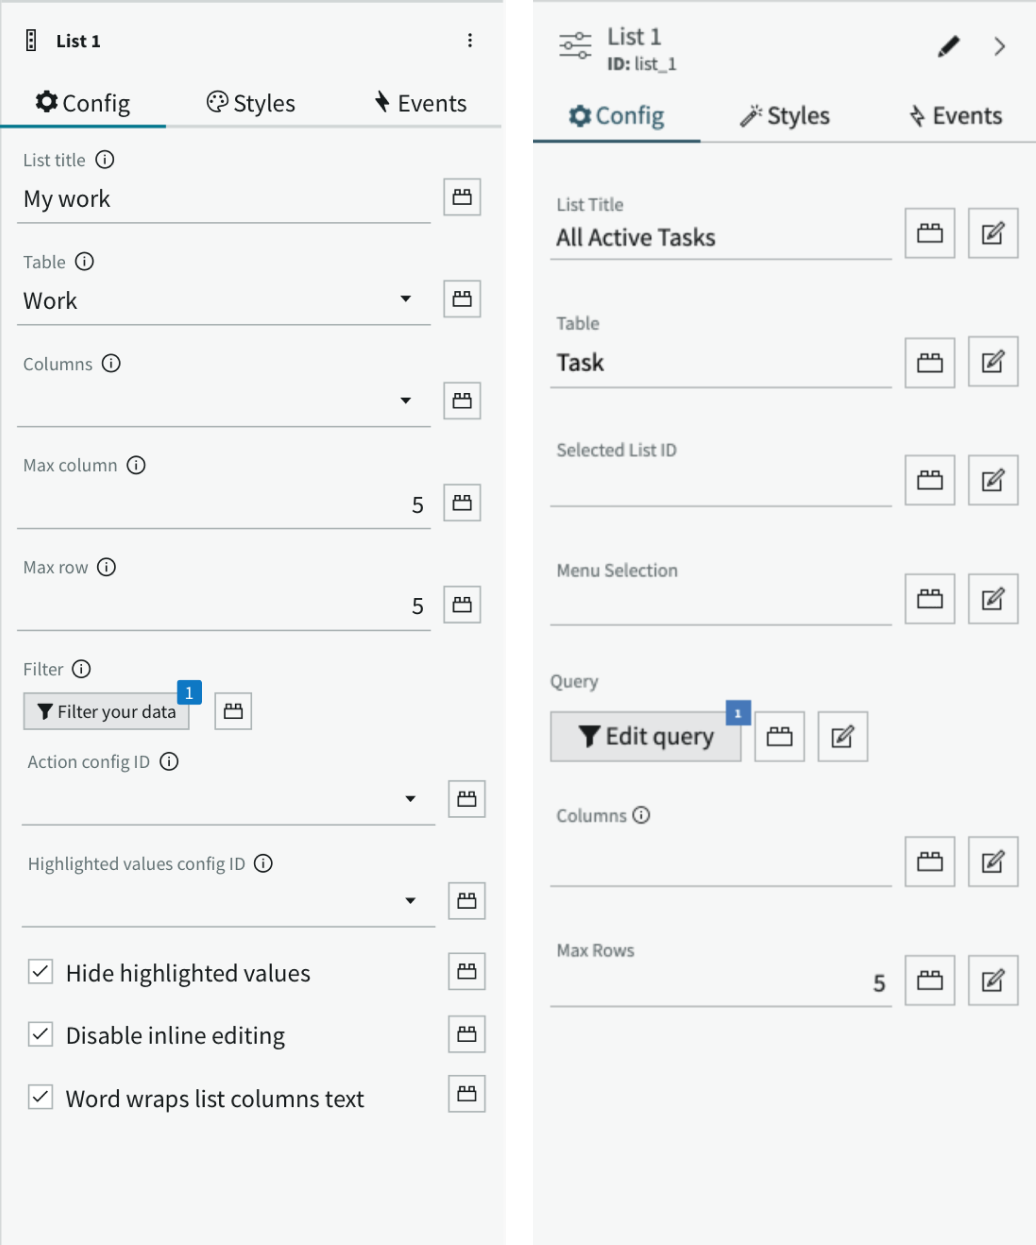 List 1
Config Styles Events
List title
My work
Table
Work
Columns
Max column
5
Max row
5
Filter
Filter your data 1
Action config ID
Highlighted values config ID
Hide highlighted values
Disable inline editing
Word wraps list columns text
List 1
ID: list_1
Config Styles Events
List Title
All Active Tasks
Table
Task
Selected List ID
Menu Selection
Query
Edit query 1
Columns
Max Rows
5